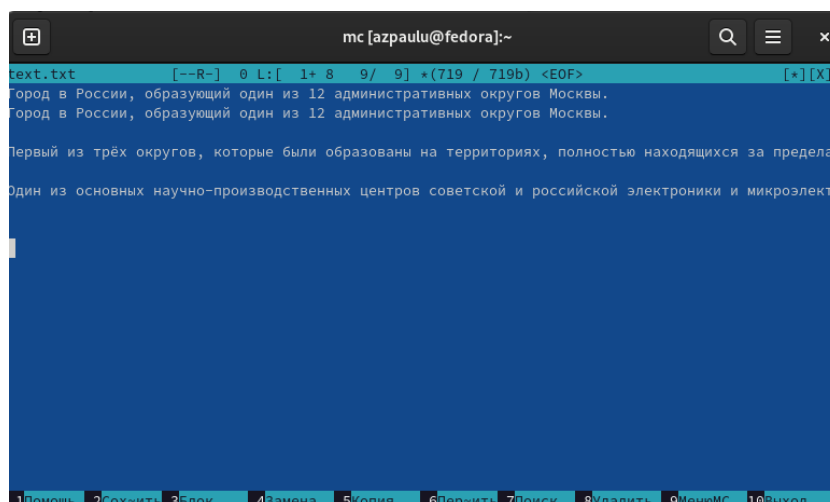 mc [azpaulu@fedora]:~
text.txt [--R-] 0 L:[ 1+ 8 9/ 9] *(719 / 719b) <EOF> [*][X]
Город в России, образующий один из 12 административных округов Москвы.
Город в России, образующий один из 12 административных округов Москвы.
Первый из трёх округов, которые были образованы на территориях, полностью находящихся за предела
Один из основных научно-производственных центров советской и российской электроники и микроэлект
1Помощь 2Сох~ить 3Блок 4Замена 5Копия 6Пер~ить 7Поиск 8Удалить 9МенюMC 10Выход